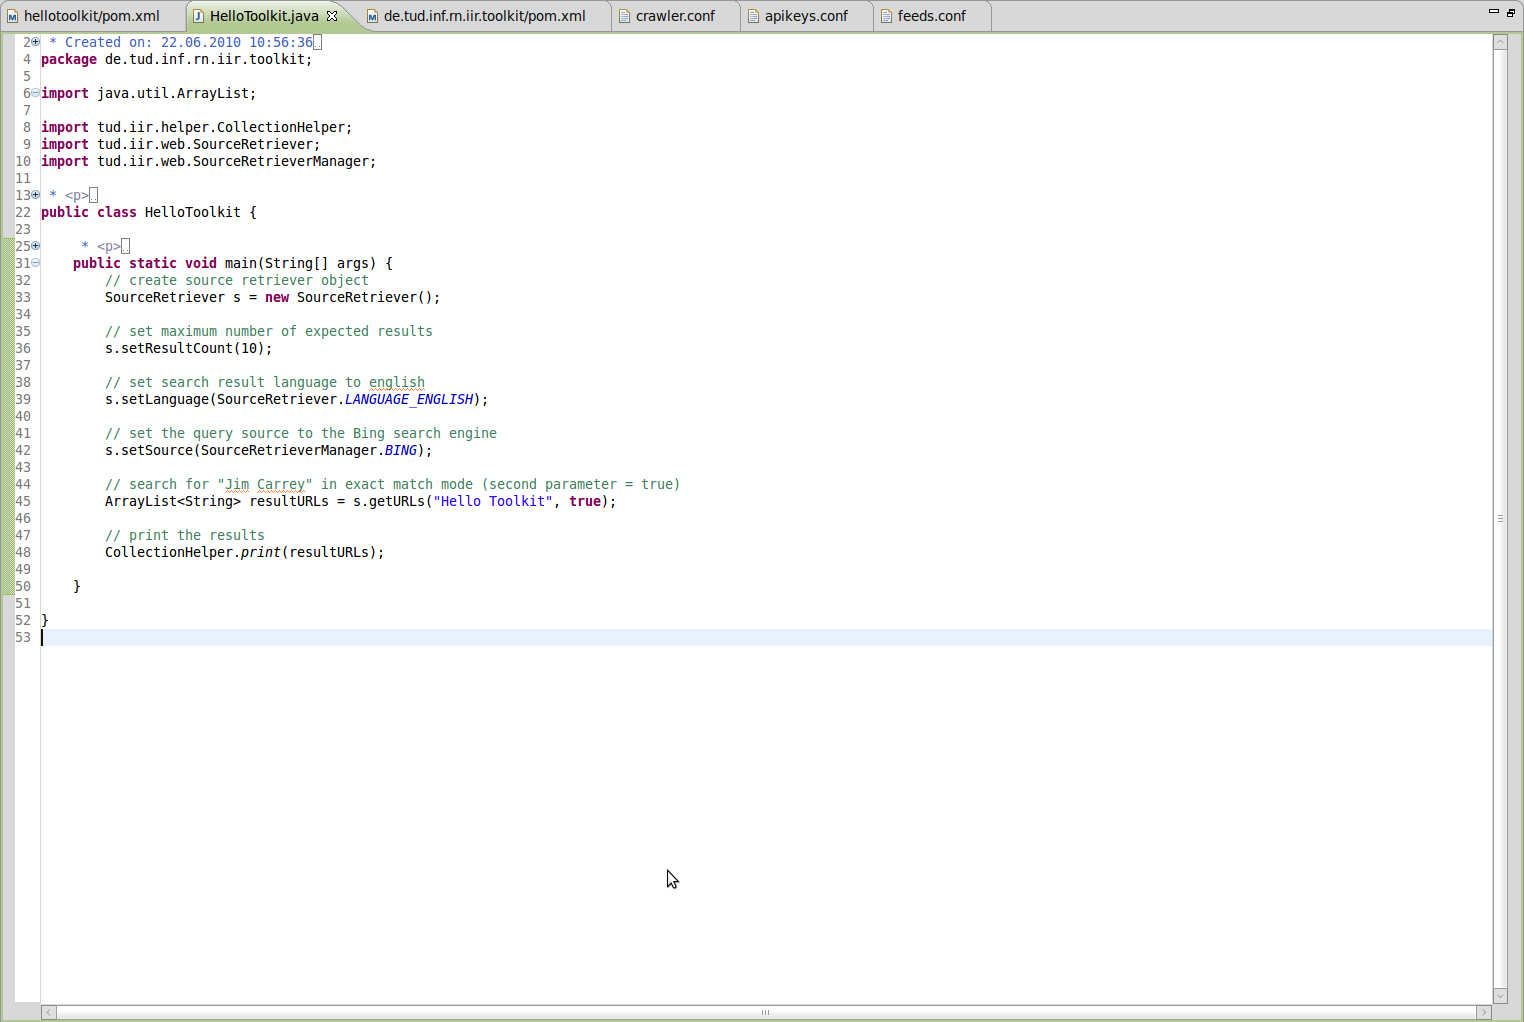 hellotoolkit/pom.xml HelloToolkit.java de.tud.inf.rn.iir.toolkit/pom.xml crawler.conf apikeys.conf feeds.conf
2 * Created on: 22.06.2010 10:56:36
4 package de.tud.inf.rn.iir.toolkit;
5
6 import java.util.ArrayList;
7
8 import tud.iir.helper.CollectionHelper;
9 import tud.iir.web.SourceRetriever;
10 import tud.iir.web.SourceRetrieverManager;
11
13 * <p>
22 public class HelloToolkit {
23
25 * <p>
31 public static void main(String[] args) {
32 // create source retriever object
33 SourceRetriever s = new SourceRetriever();
34
35 // set maximum number of expected results
36 s.setResultCount(10);
37
38 // set search result language to english
39 s.setLanguage(SourceRetriever.LANGUAGE_ENGLISH);
40
41 // set the query source to the Bing search engine
42 s.setSource(SourceRetrieverManager.BING);
43
44 // search for "Jim Carrey" in exact match mode (second parameter = true)
45 ArrayList<String> resultURLs = s.getURLs("Hello Toolkit", true);
46
47 // print the results
48 CollectionHelper.print(resultURLs);
49
50 }
51
52 }
53